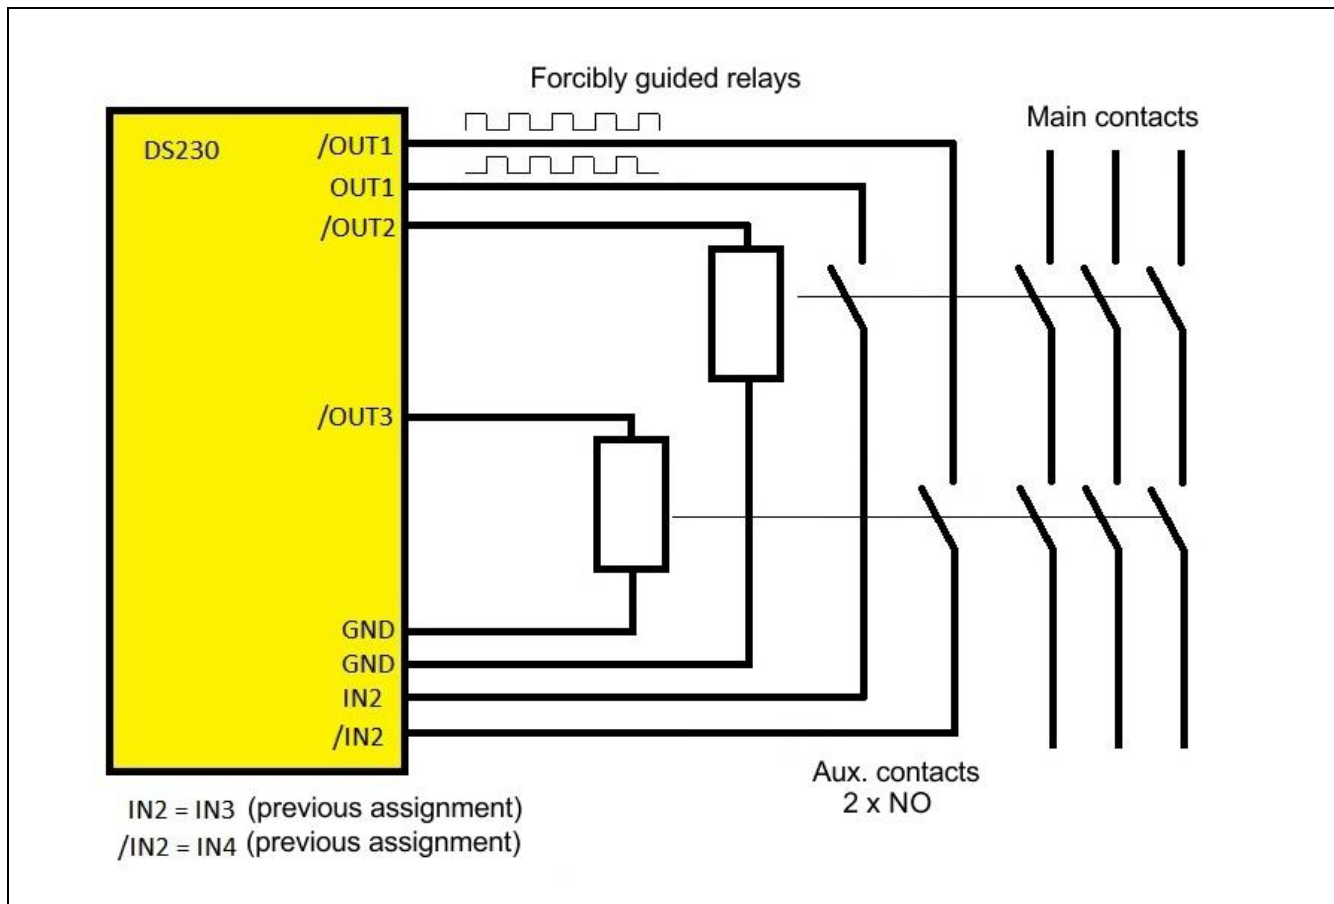 Forcibly guided relays
Main contacts
DS230
/OUT1
OUT1
/OUT2
/OUT3
GND
GND
IN2
/IN2
Aux. contacts
2 x NO
IN2 = IN3 (previous assignment)
/IN2 = IN4 (previous assignment)